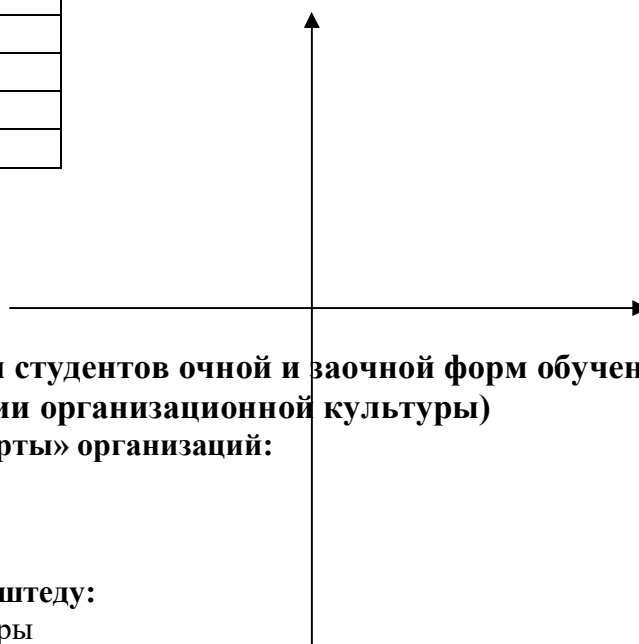 студентов очной и заочной форм обучен
ии организационной культуры)
рты» организаций:
штеду:
ры